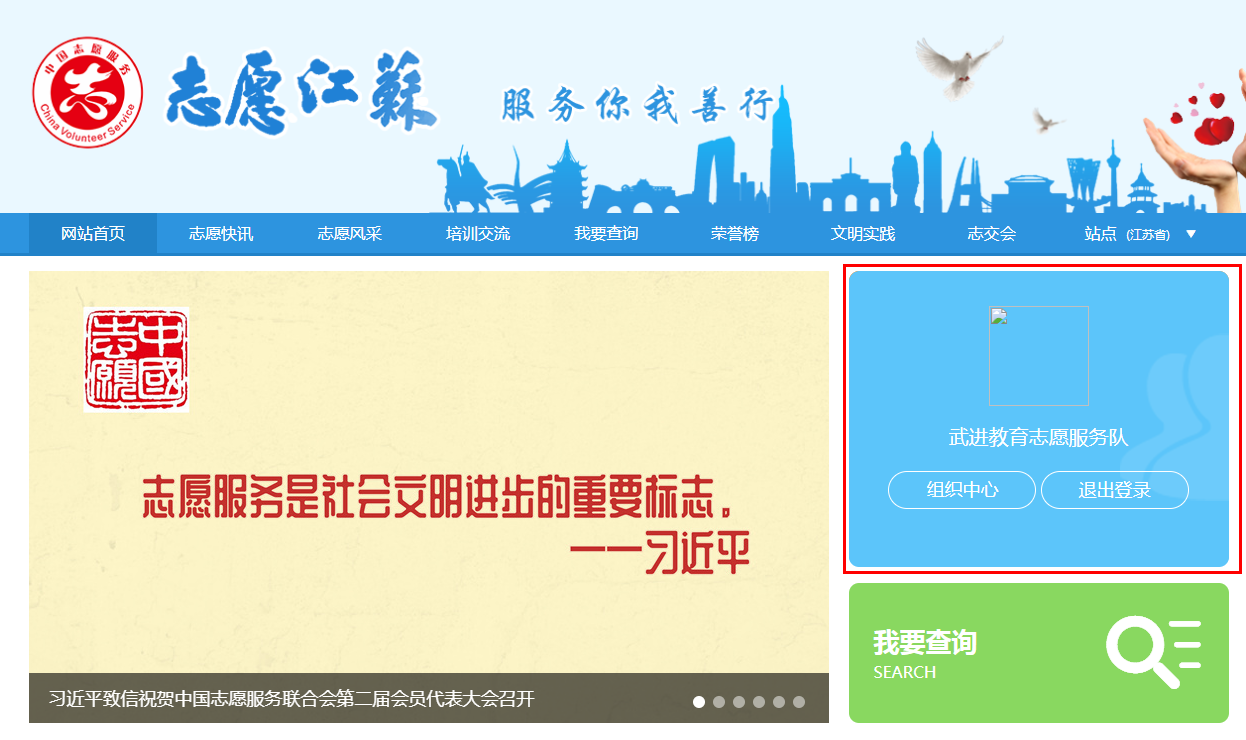 中国志愿服务
China Volunteer Service
志
志愿江蘇
服务你我善行
网站首页 志愿快讯 志愿风采 培训交流 我要查询 荣誉榜 文明实践 志交会 站点 (江苏省) ▼
中國志願
志愿服务是社会文明进步的重要标志。
——习近平
习近平致信祝贺中国志愿服务联合会第二届会员代表大会召开
武进教育志愿服务队
组织中心 退出登录
我要查询
SEARCH